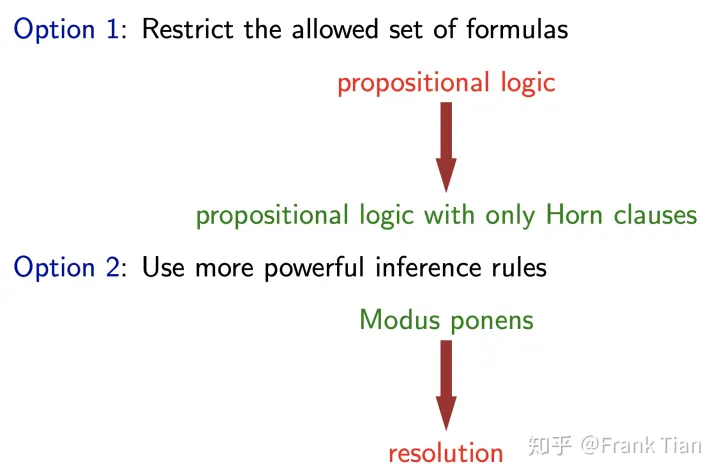 Option 1: Restrict the allowed set of formulas
propositional logic
propositional logic with only Horn clauses
Option 2: Use more powerful inference rules
Modus ponens
resolution
知乎 @Frank Tian